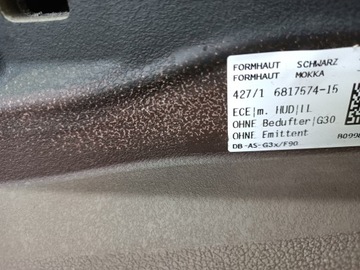 FORMHAUT SCHWARZ
FORMHAUT MOKKA
427/1 6817574-15
ECE|m. HUD|LL
OHNE Bedufter|G30
OHNE Emittent
DB-AS-G3x/F90